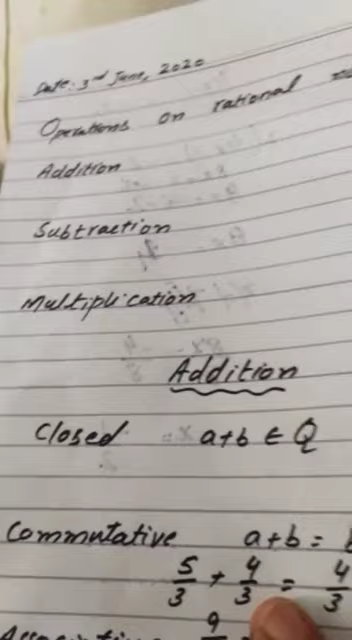 Date: 3rd June, 2020
Operations on rational
Addition
Subtraction
Multiplication
Addition
Closed a+b ∈ Q
Commutative a+b =
5/3 + 4/3 = 4/3
9